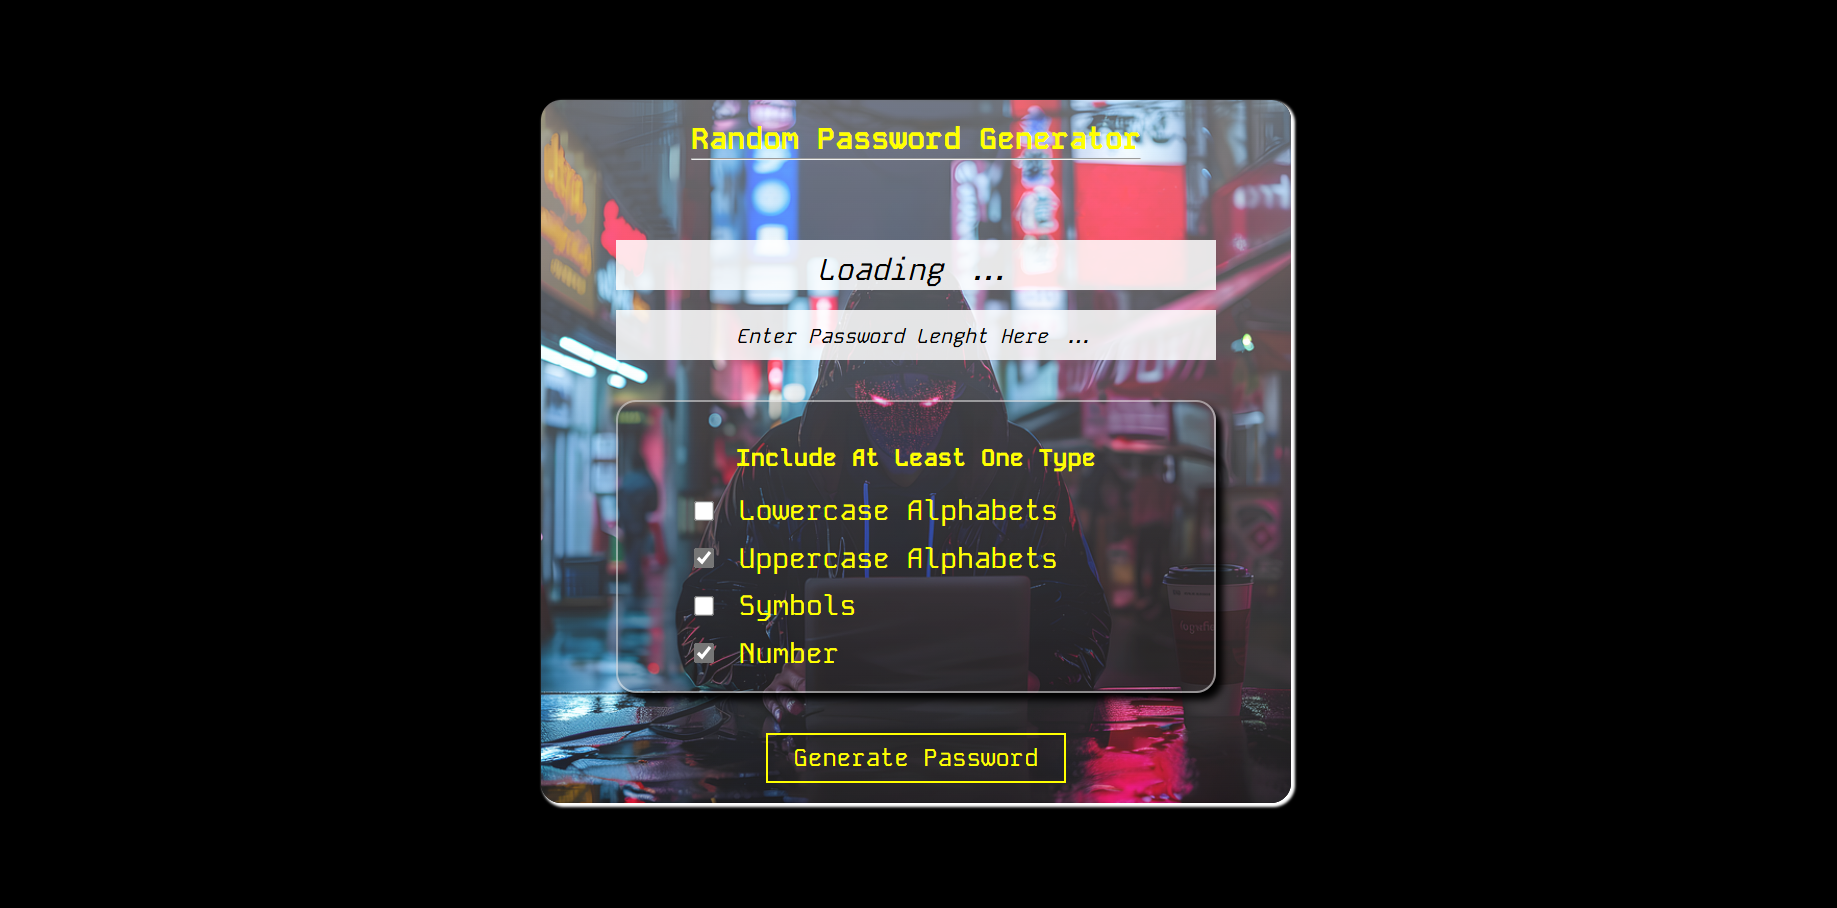 Random Password Generator
Loading ...
Enter Password Lenght Here ...
Include At Least One Type
Lowercase Alphabets
Uppercase Alphabets
Symbols
Number
Generate Password